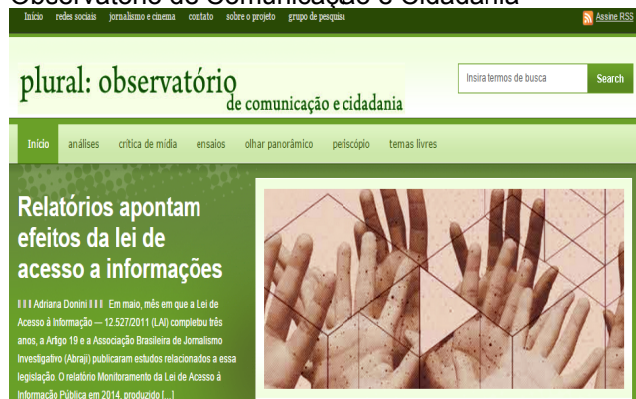 Observatório de Comunicação e Cidadania
Início redes sociais jornalismo e cinema contato sobre o projeto grupo de pesquisa
Assine RSS
plural: observatório
de comunicação e cidadania
Insira termos de busca
Search
Início análises crítica de mídia ensaios olhar panorâmico periscópio temas livres
Relatórios apontam
efeitos da lei de
acesso a informações
▌▌▌Adriana Donini▌▌▌ Em maio, mês em que a Lei de
Acesso à Informação — 12.527/2011 (LAI) completou três
anos, a Artigo 19 e a Associação Brasileira de Jornalismo
Investigativo (Abraji) publicaram estudos relacionados a essa
legislação. O relatório Monitoramento da Lei de Acesso à
Informação Pública em 2014, produzido [...]